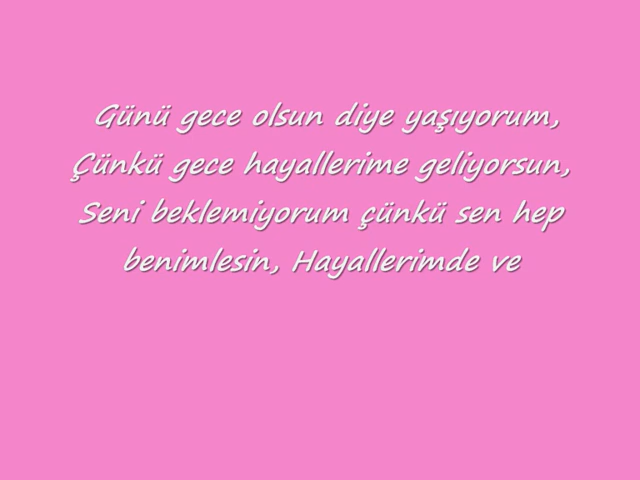 Günü gece olsun diye yaşıyorum,
Çünkü gece hayallerime geliyorsun,
Seni beklemiyorum çünkü sen hep
benimlesin, Hayallerimde ve